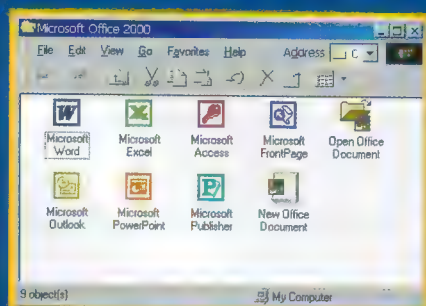 Microsoft Office 2000
File Edit View Go Favorites Help Address C
Microsoft Word
Microsoft Excel
Microsoft Access
Microsoft FrontPage
Open Office Document
Microsoft Outlook
Microsoft PowerPoint
Microsoft Publisher
New Office Document
9 object(s) My Computer